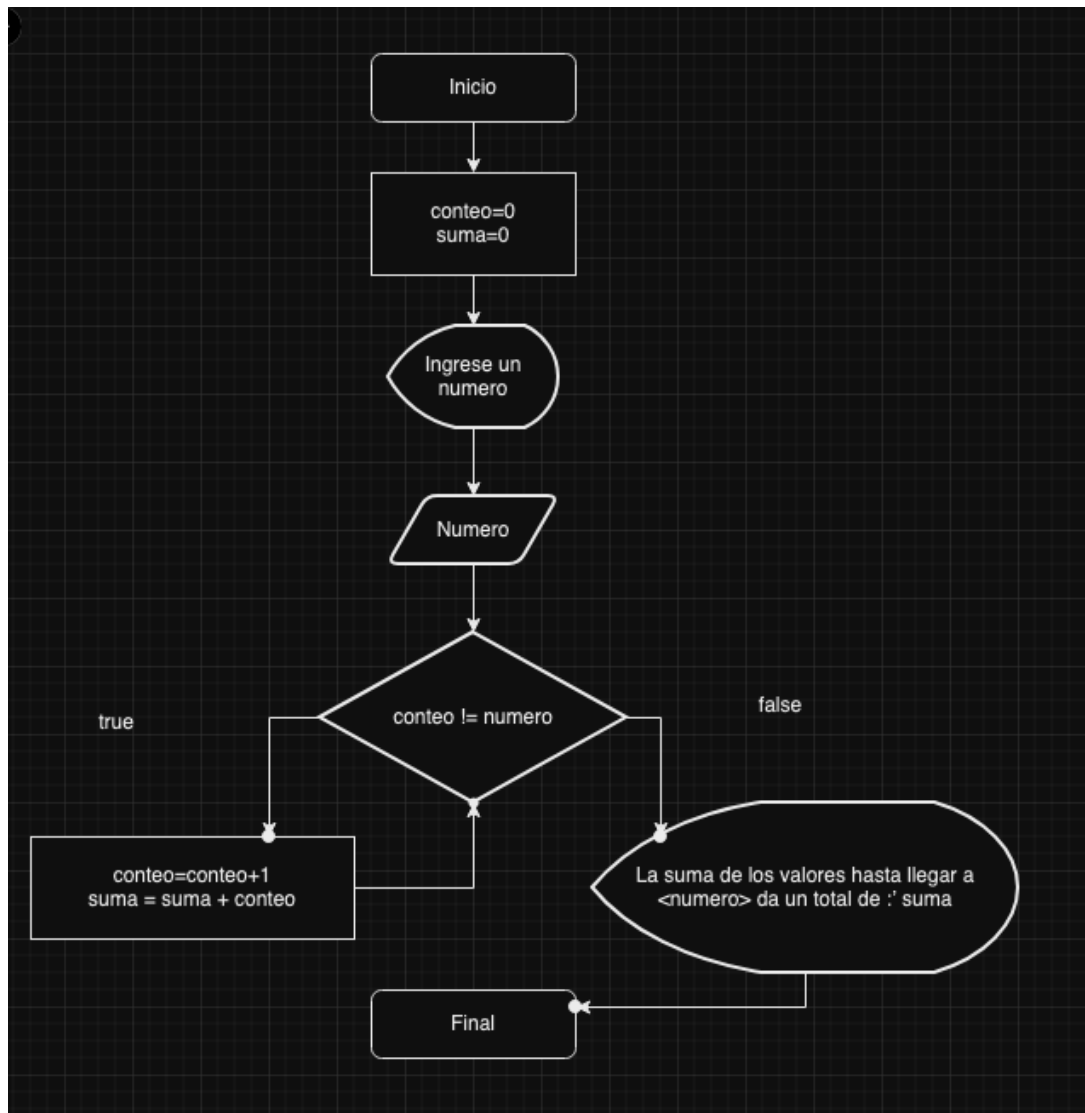 Inicio
conteo=0
suma=0
Ingrese un
numero
Numero
conteo != numero
true
false
conteo=conteo+1
suma = suma + conteo
La suma de los valores hasta llegar a
<numero> da un total de :' suma
Final